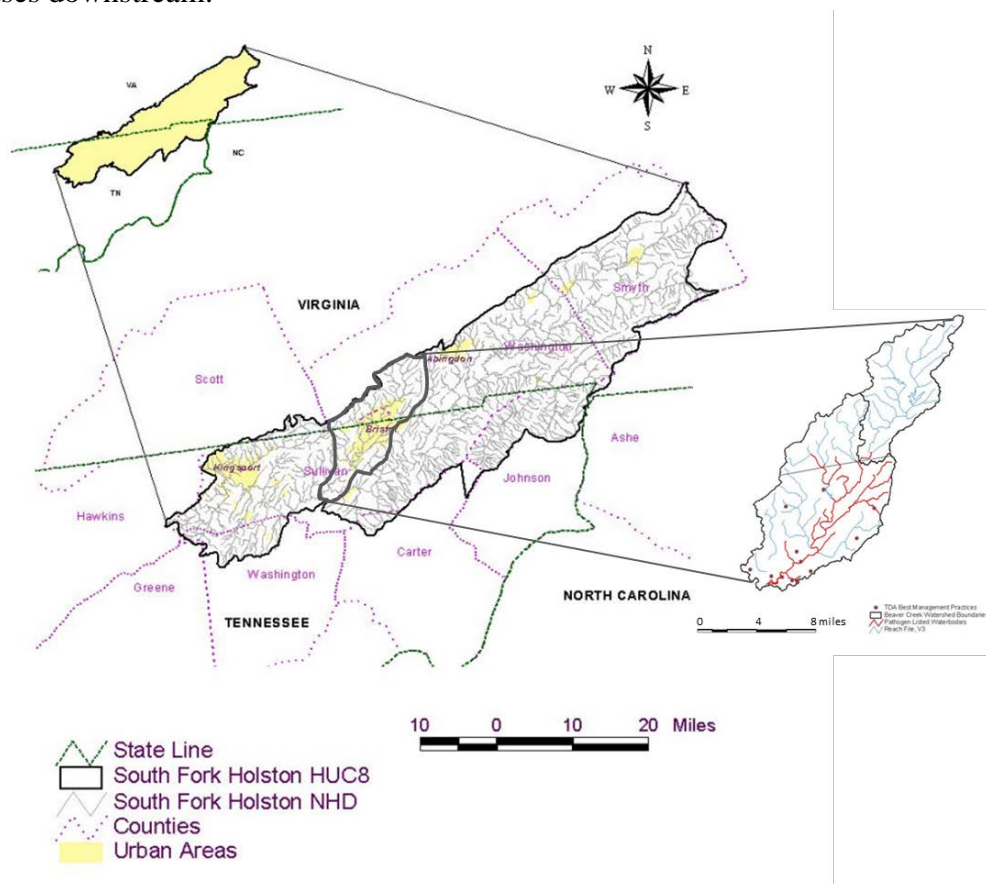 ses downstream.
N
W E
S
VA
NC
TN
VIRGINIA
Smyth
Washington
Abingdon
Scott
Bristol
Ashe
Kingsport
Sullivan
Johnson
Hawkins
Carter
Washington
Greene
NORTH CAROLINA
TENNESSEE
0 4 8 miles
TDA Best Management Practices
Beaver Creek Watershed Boundaries
Pathogen Listed Waterbodies
Reach File, V3
10 0 10 20 Miles
State Line
South Fork Holston HUC8
South Fork Holston NHD
Counties
Urban Areas